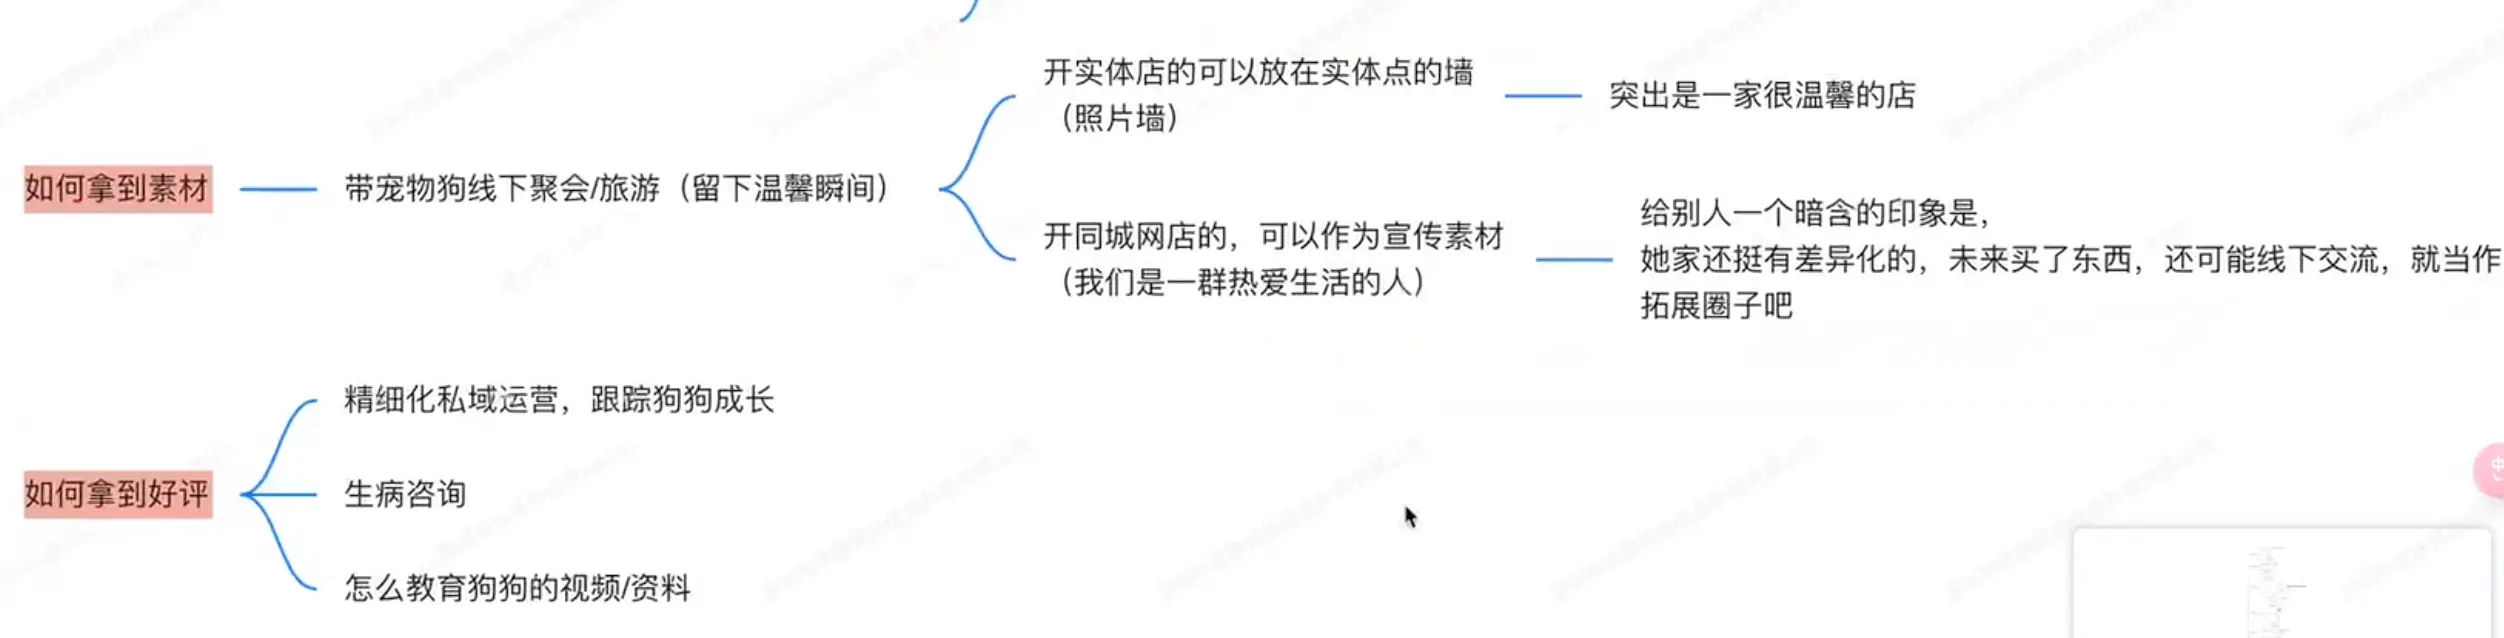 开实体店的可以放在实体点的墙
（照片墙）
突出是一家很温馨的店
如何拿到素材
带宠物狗线下聚会/旅游（留下温馨瞬间）
开同城网店的，可以作为宣传素材
（我们是一群热爱生活的人）
给别人一个暗含的印象是，
她家还挺有差异化的，未来买了东西，还可能线下交流，就当作
拓展圈子吧
如何拿到好评
精细化私域运营，跟踪狗狗成长
生病咨询
怎么教育狗狗的视频/资料